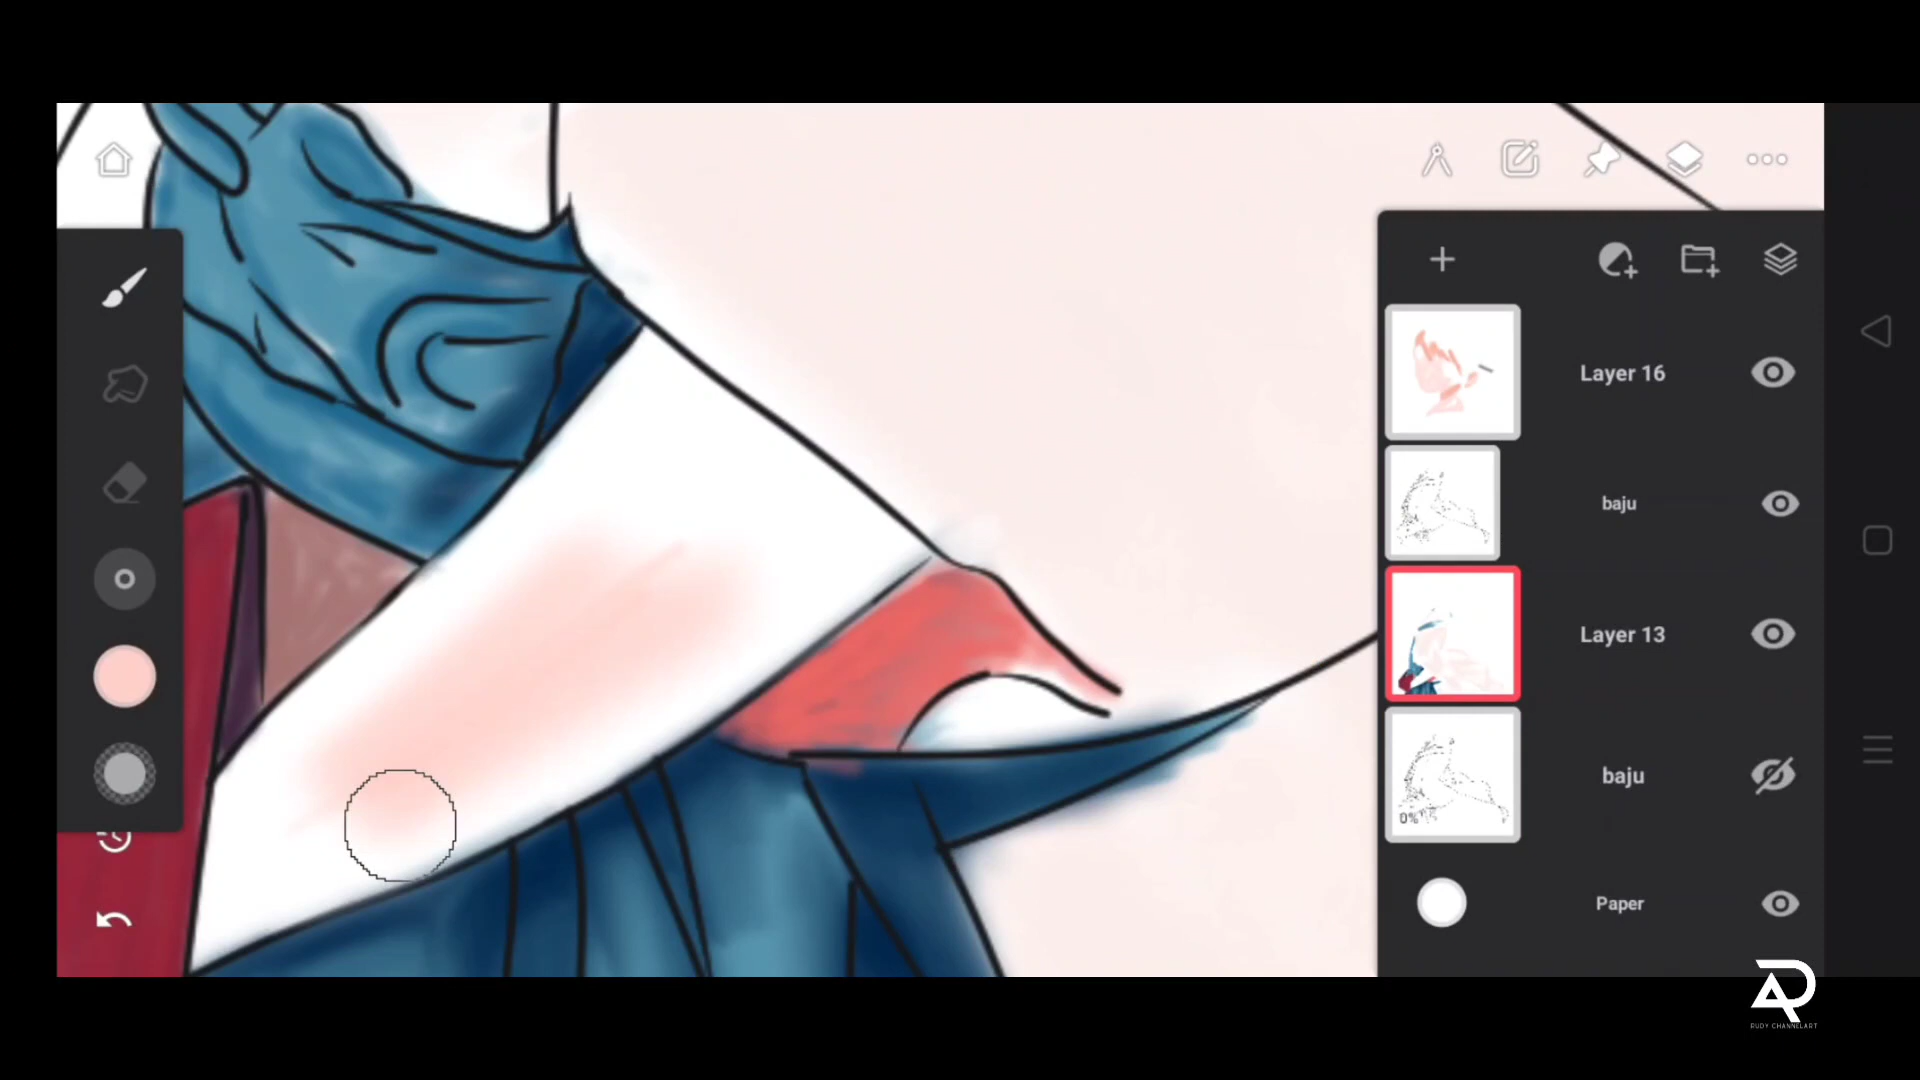 Layer 16
baju
Layer 13
0%
baju
Paper
RUDY CHANNELART